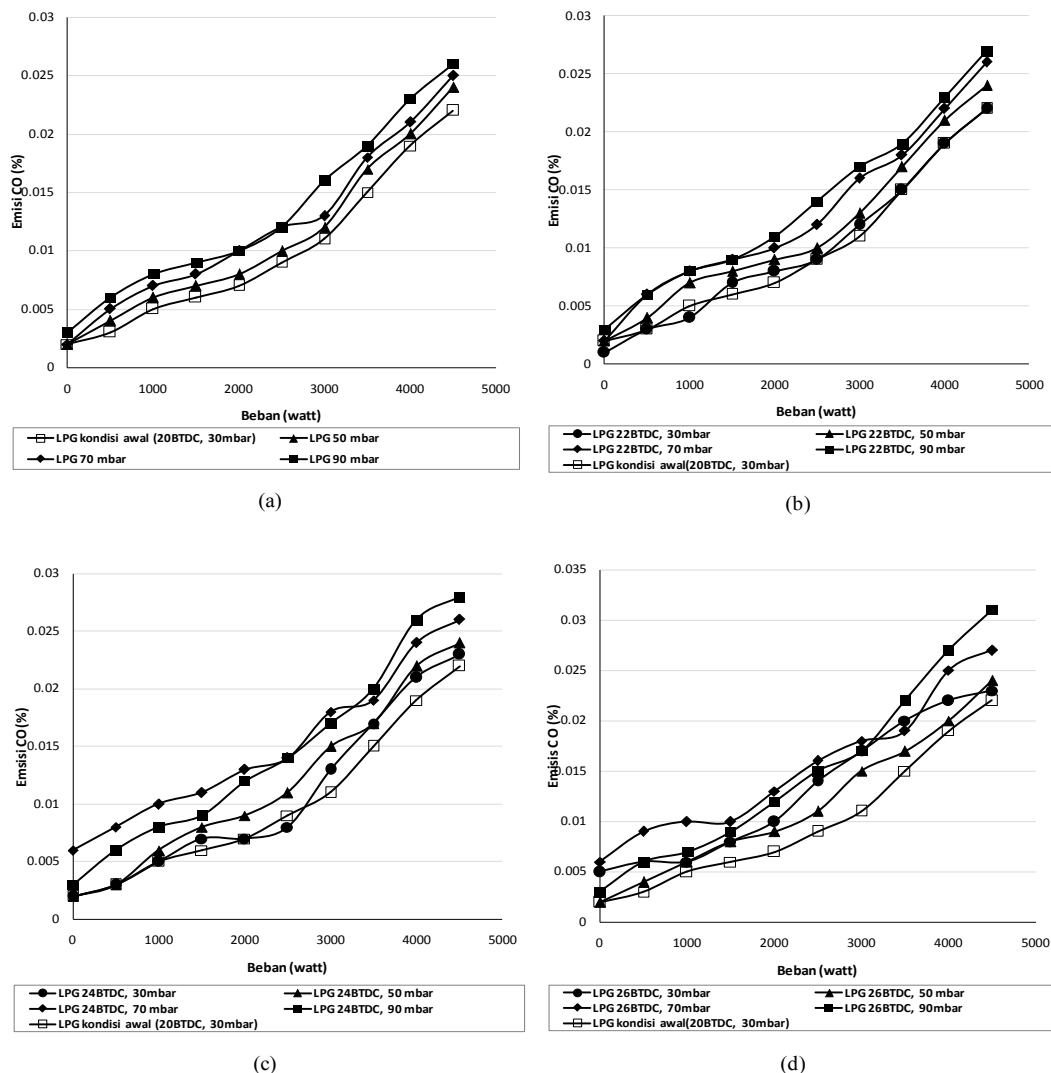 0.03
0.025
0.02
0.015
0.01
0.005
0
Emisi CO (%)
0 1000 2000 3000 4000 5000
Beban (watt)
LPG kondisi awal (20BTDC, 30mbar) LPG 50 mbar
LPG 70 mbar LPG 90 mbar
(a)
0.03
0.025
0.02
0.015
0.01
0.005
0
Emisi CO (%)
0 1000 2000 3000 4000 5000
Beban (watt)
LPG 22BTDC, 30mbar LPG 22BTDC, 50 mbar
LPG 22BTDC, 70 mbar LPG 22BTDC, 90 mbar
LPG kondisi awal(20BTDC, 30mbar)
(b)
0.03
0.025
0.02
0.015
0.01
0.005
0
Emsisi CO (%)
0 1000 2000 3000 4000 5000
Beban (watt)
LPG 24BTDC, 30mbar LPG 24BTDC, 50 mbar
LPG 24BTDC, 70 mbar LPG 24BTDC, 90 mbar
LPG kondisi awal (20BTDC, 30mbar)
(c)
0.035
0.03
0.025
0.02
0.015
0.01
0.005
0
Emisis CO (%)
0 1000 2000 3000 4000 5000
Beban (watt)
LPG 26BTDC, 30mbar LPG 26BTDC, 50 mbar
LPG 26BTDC, 70mbar LPG 26BTDC, 90mbar
LPG kondisi awal(20BTDC, 30mbar)
(d)